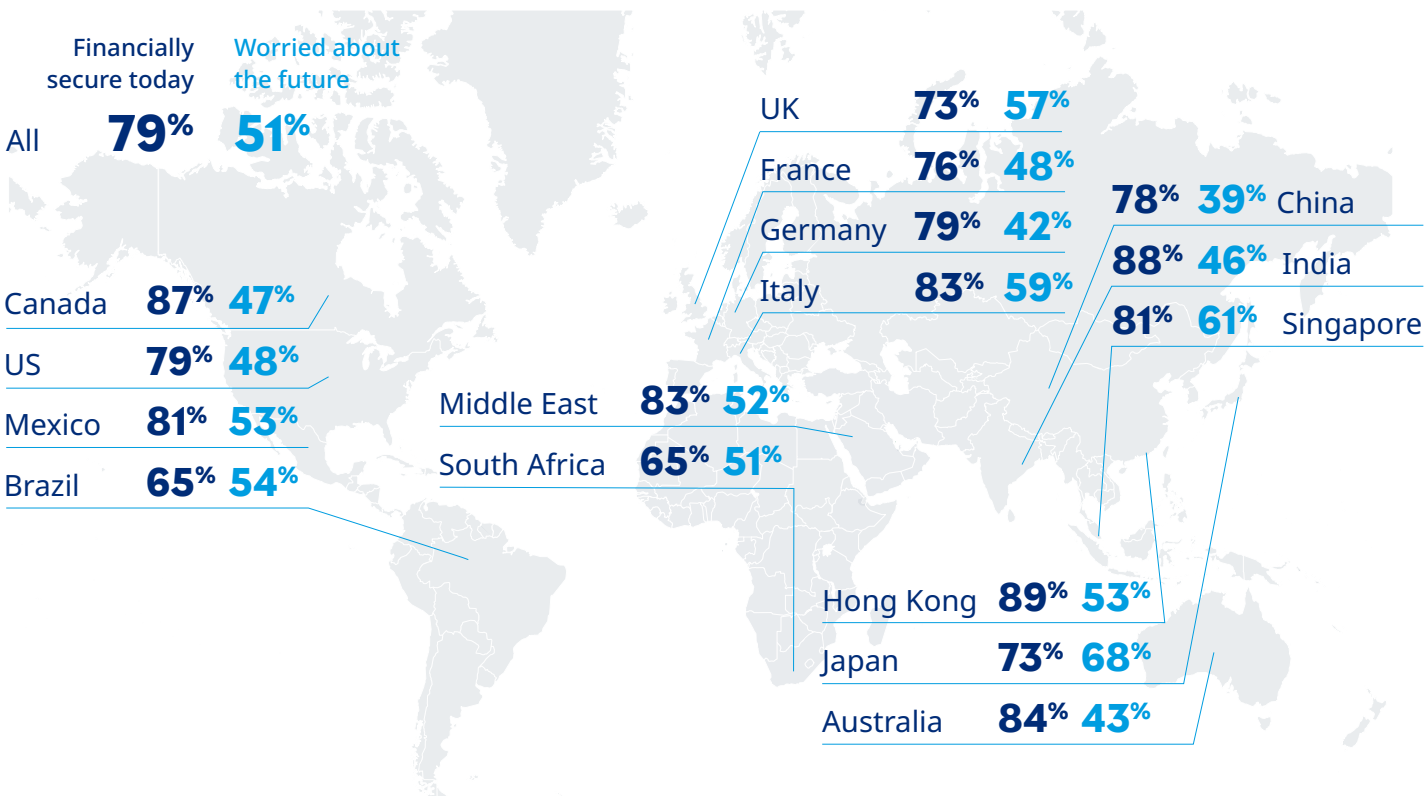 Financially Worried about
secure today the future
All 79% 51%
UK 73% 57%
France 76% 48%
78% 39% China
Germany 79% 42%
88% 46% India
Italy 83% 59%
Canada 87% 47%
81% 61% Singapore
US 79% 48%
Middle East 83% 52%
Mexico 81% 53%
South Africa 65% 51%
Brazil 65% 54%
Hong Kong 89% 53%
Japan 73% 68%
Australia 84% 43%